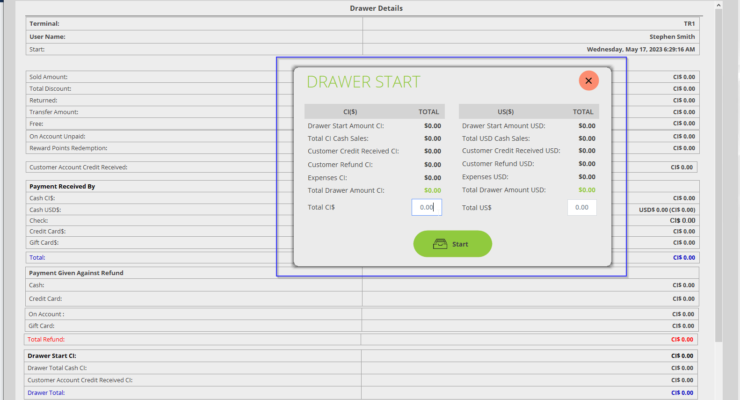 Drawer Details
Terminal: TR1
User Name: Stephen Smith
Start: Wednesday, May 17, 2023 6:29:16 AM
Sold Amount: CI$ 0.00
Total Discount: CI$ 0.00
Returned: CI$ 0.00
Transfer Amount: CI$ 0.00
Free: CI$ 0.00
On Account Unpaid: CI$ 0.00
Reward Points Redemption: CI$ 0.00
Customer Account Credit Received: CI$ 0.00
Payment Received By
Cash CI$: CI$ 0.00
Cash USD$: USD$ 0.00 (CI$ 0.00)
Check: CI$ 0.00
Credit Card$: CI$ 0.00
Gift Card$: CI$ 0.00
Total: CI$ 0.00
Payment Given Against Refund
Cash: CI$ 0.00
Credit Card: CI$ 0.00
On Account : CI$ 0.00
Gift Card: CI$ 0.00
Total Refund: CI$ 0.00
Drawer Start CI: CI$ 0.00
Drawer Total Cash CI: CI$ 0.00
Customer Account Credit Received CI: CI$ 0.00
Drawer Total: CI$ 0.00
DRAWER START
CI($) TOTAL US($) TOTAL
Drawer Start Amount CI: $0.00 Drawer Start Amount USD: $0.00
Total CI Cash Sales: $0.00 Total USD Cash Sales: $0.00
Customer Credit Received CI: $0.00 Customer Credit Received USD: $0.00
Customer Refund CI: $0.00 Customer Refund USD: $0.00
Expenses CI: $0.00 Expenses USD: $0.00
Total Drawer Amount CI: $0.00 Total Drawer Amount USD: $0.00
Total CI$ 0.00 Total US$ 0.00
Start